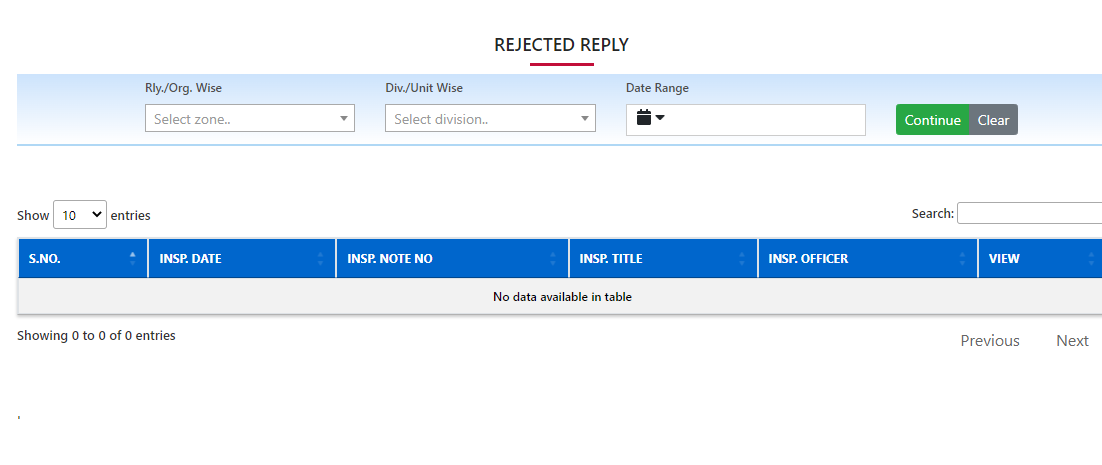 REJECTED REPLY
Rly./Org. Wise Div./Unit Wise Date Range
Select zone.. Select division.. Continue Clear
Show 10 entries Search:
S.NO. INSP. DATE INSP. NOTE NO INSP. TITLE INSP. OFFICER VIEW
No data available in table
Showing 0 to 0 of 0 entries
Previous Next